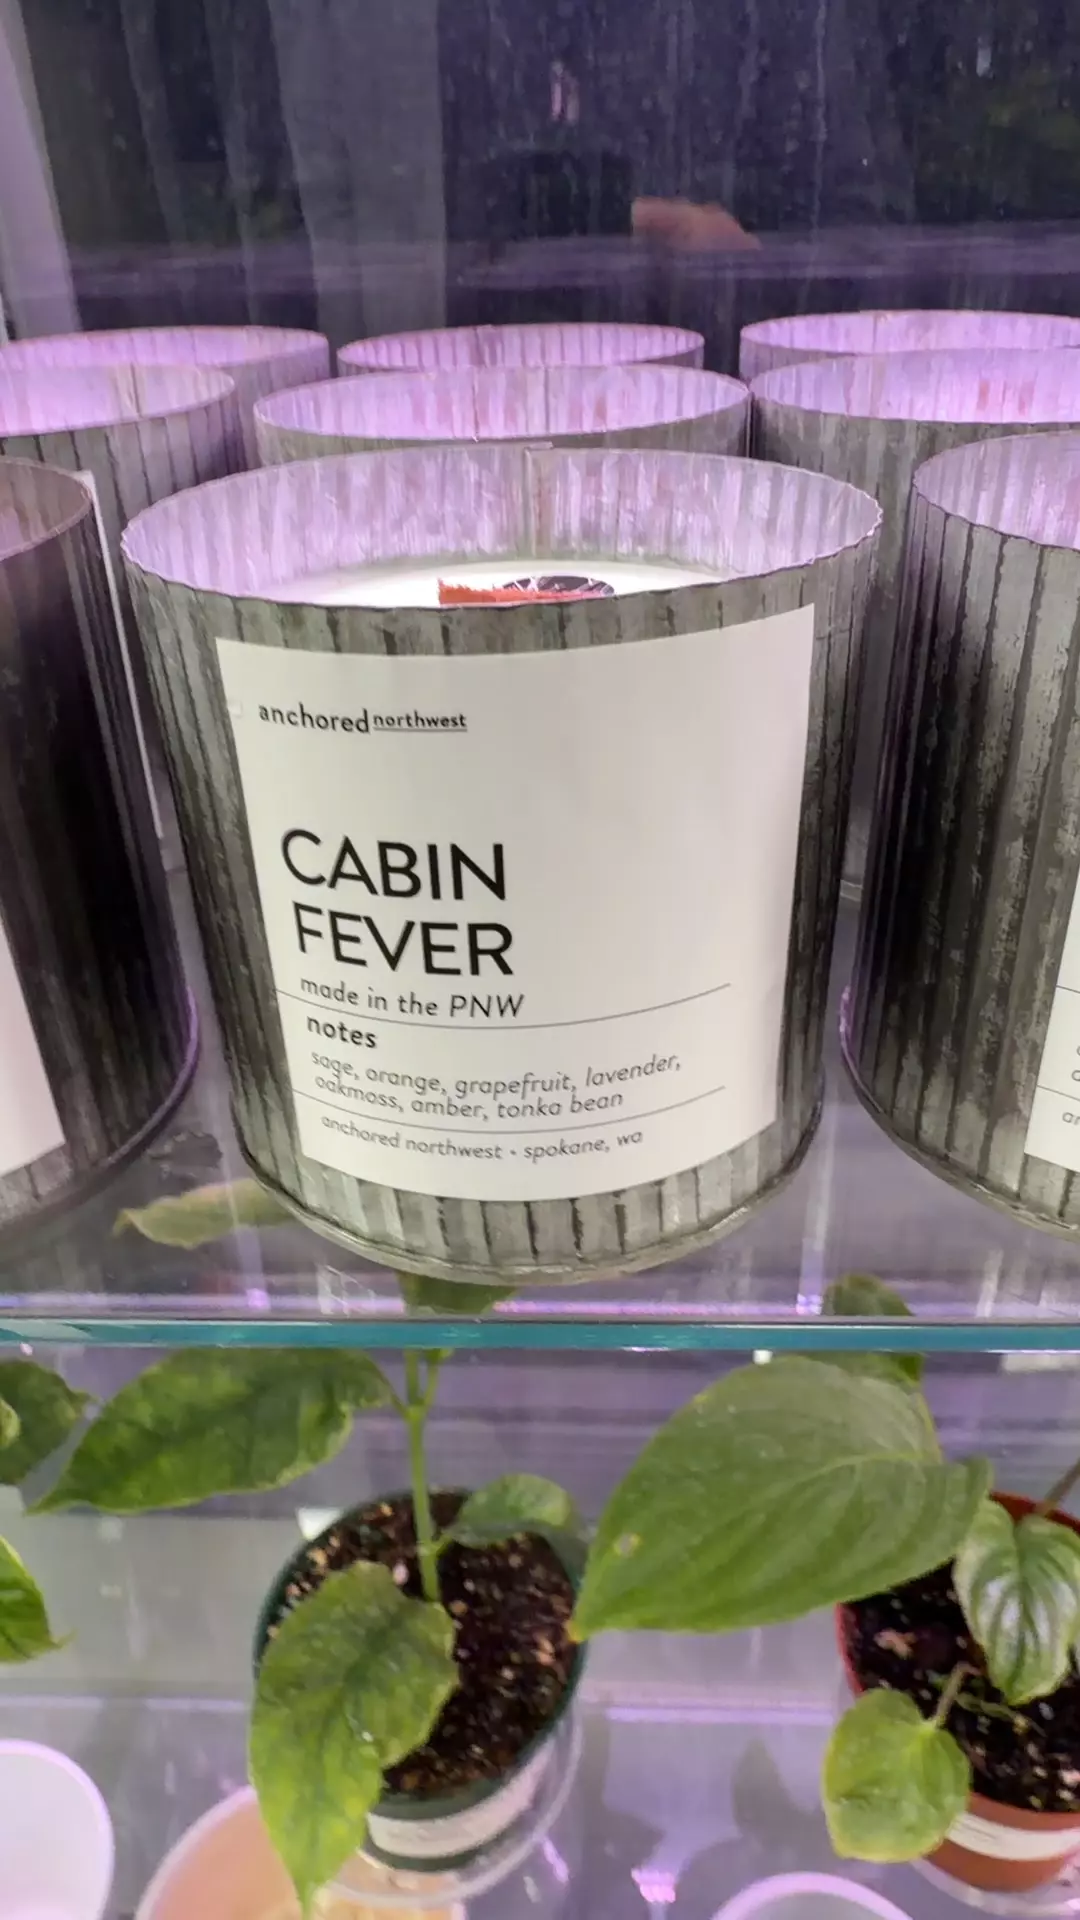 anchored northwest
CABIN
FEVER
made in the PNW
notes
sage, orange, grapefruit, lavender,
oakmoss, amber, tonka bean
anchored northwest • spokane, wa